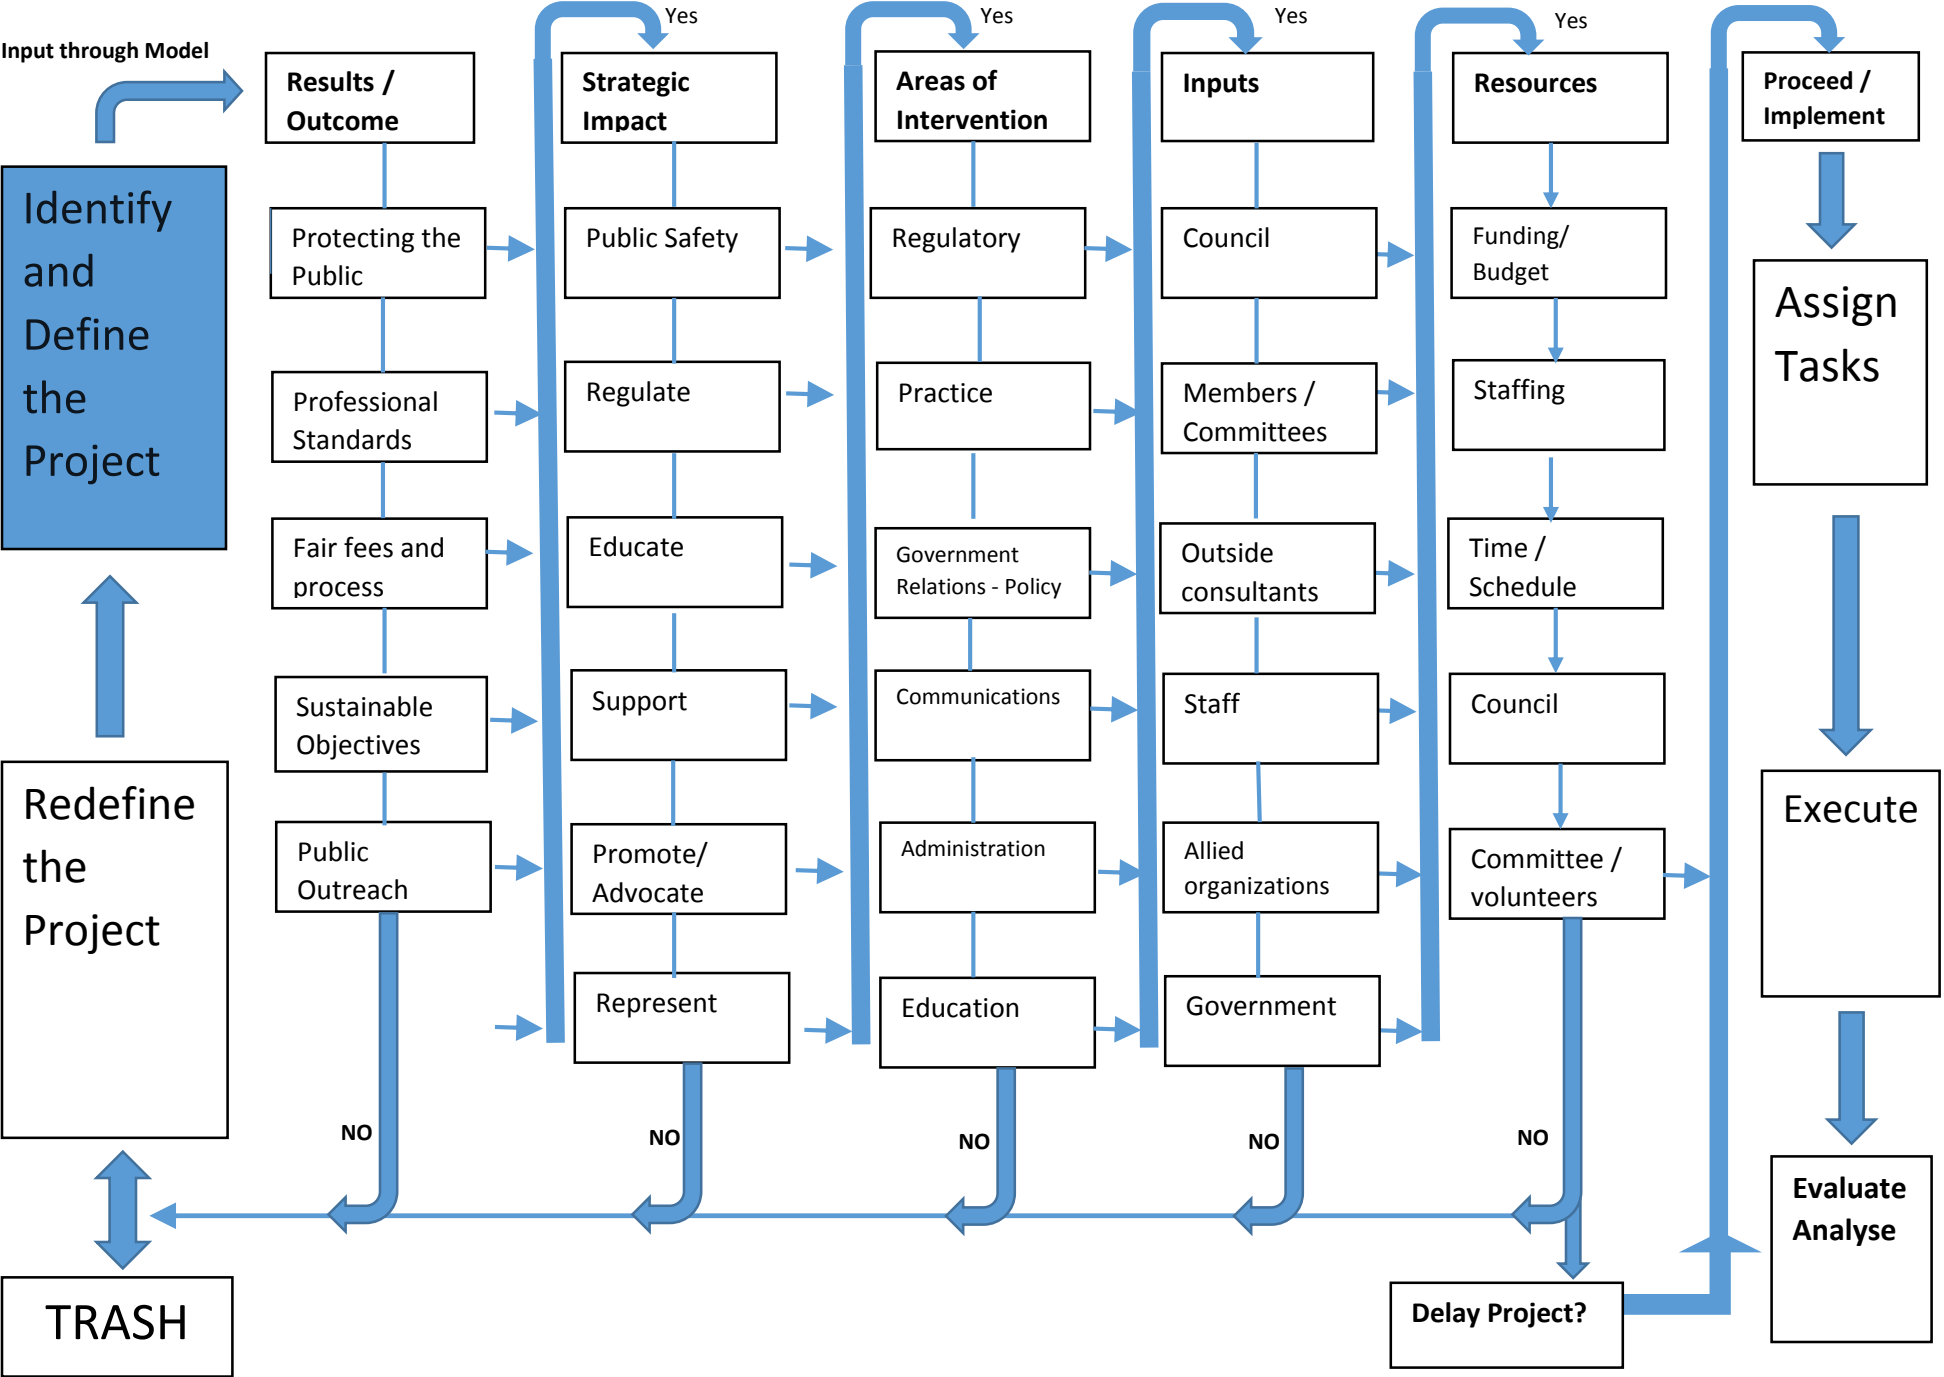 Input through Model
Identify
and
Define
the
Project
Redefine
the
Project
TRASH
Results /
Outcome
Protecting the
Public
Professional
Standards
Fair fees and
process
Sustainable
Objectives
Public
Outreach
NO
Yes
Strategic
Impact
Public Safety
Regulate
Educate
Support
Promote/
Advocate
Represent
NO
Yes
Areas of
Intervention
Regulatory
Practice
Government
Relations - Policy
Communications
Administration
Education
NO
Yes
Inputs
Council
Members /
Committees
Outside
consultants
Staff
Allied
organizations
Government
NO
Yes
Resources
Funding/
Budget
Staffing
Time /
Schedule
Council
Committee /
volunteers
NO
Delay Project?
Proceed /
Implement
Assign
Tasks
Execute
Evaluate
Analyse